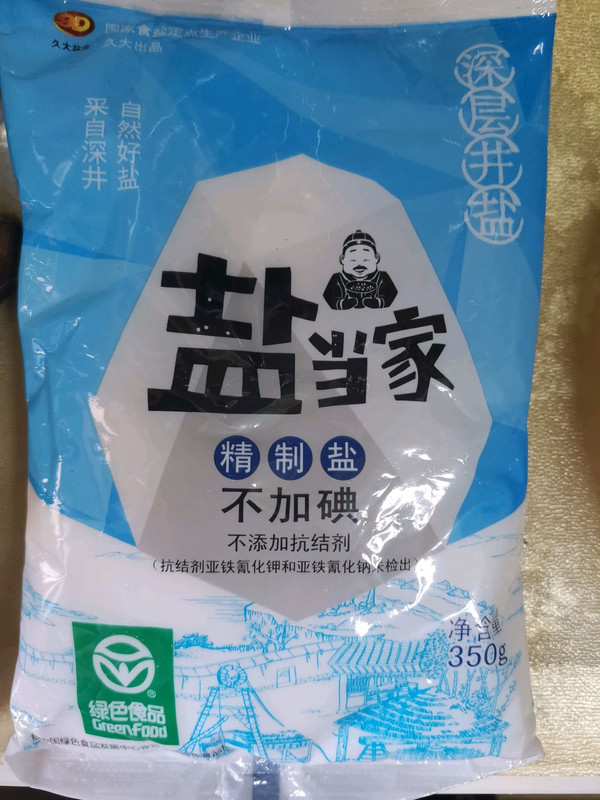 久大盐业
国家食盐定点生产企业
久大出品
深层井盐
自然好盐
来自深井
盐当家
精制盐
不加碘
不添加抗结剂
(抗结剂亚铁氰化钾和亚铁氰化钠未检出)
净含量
350g
绿色食品
GreenFood